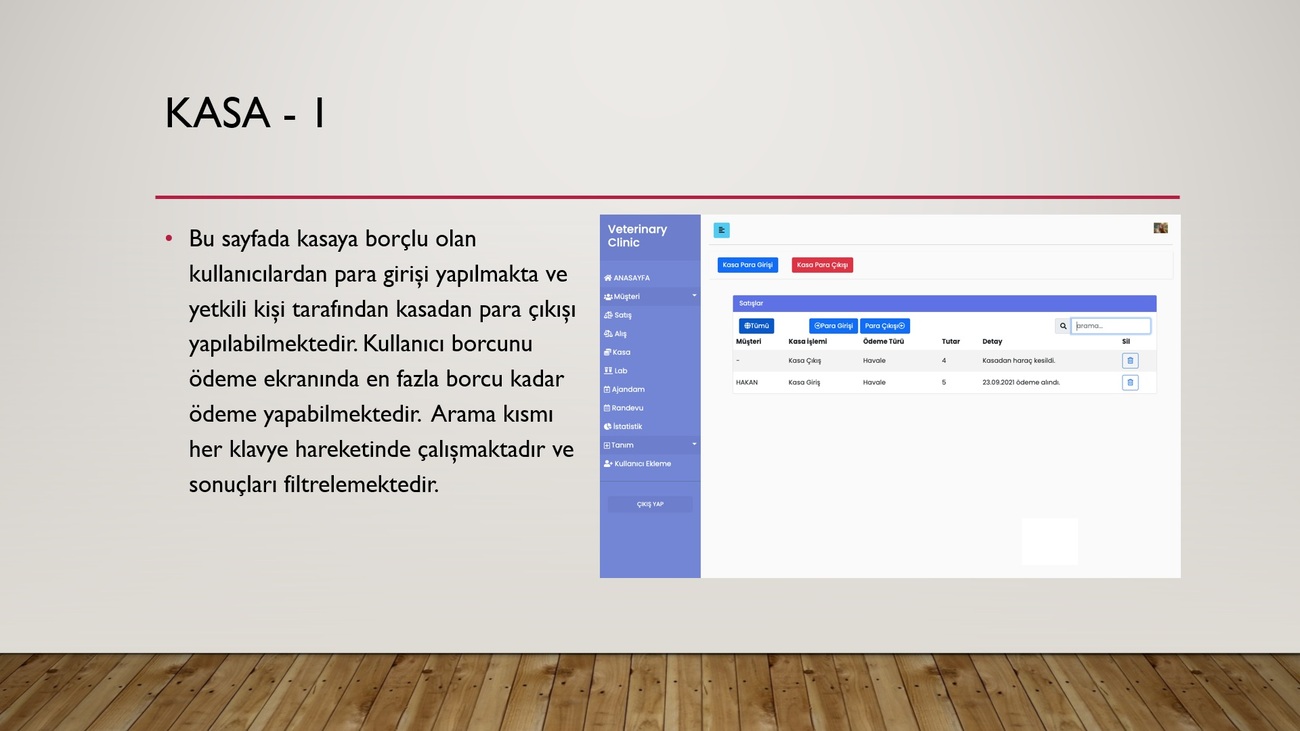 KASA - 1
• Bu sayfada kasaya borçlu olan
kullanıcılardan para girişi yapılmakta ve
yetkili kişi tarafından kasadan para çıkışı
yapılabilmektedir. Kullanıcı borcunu
ödeme ekranında en fazla borcu kadar
ödeme yapabilmektedir. Arama kısmı
her klavye hareketinde çalışmaktadır ve
sonuçları filtrelemektedir.
Veterinary
Clinic
ANASAYFA
Müşteri
Satış
Alış
Kasa
Lab
Ajandam
Randevu
İstatistik
Tanım
Kullanıcı Ekleme
ÇIKIŞ YAP
Kasa Para Girişi Kasa Para Çıkışı
Satışlar
Tümü Para Girişi Para Çıkışı arama...
Müşteri Kasa İşlemi Ödeme Türü Tutar Detay Sil
- Kasa Çıkış Havale 4 Kasadan haraç kesildi.
HAKAN Kasa Giriş Havale 5 23.09.2021 ödeme alındı.